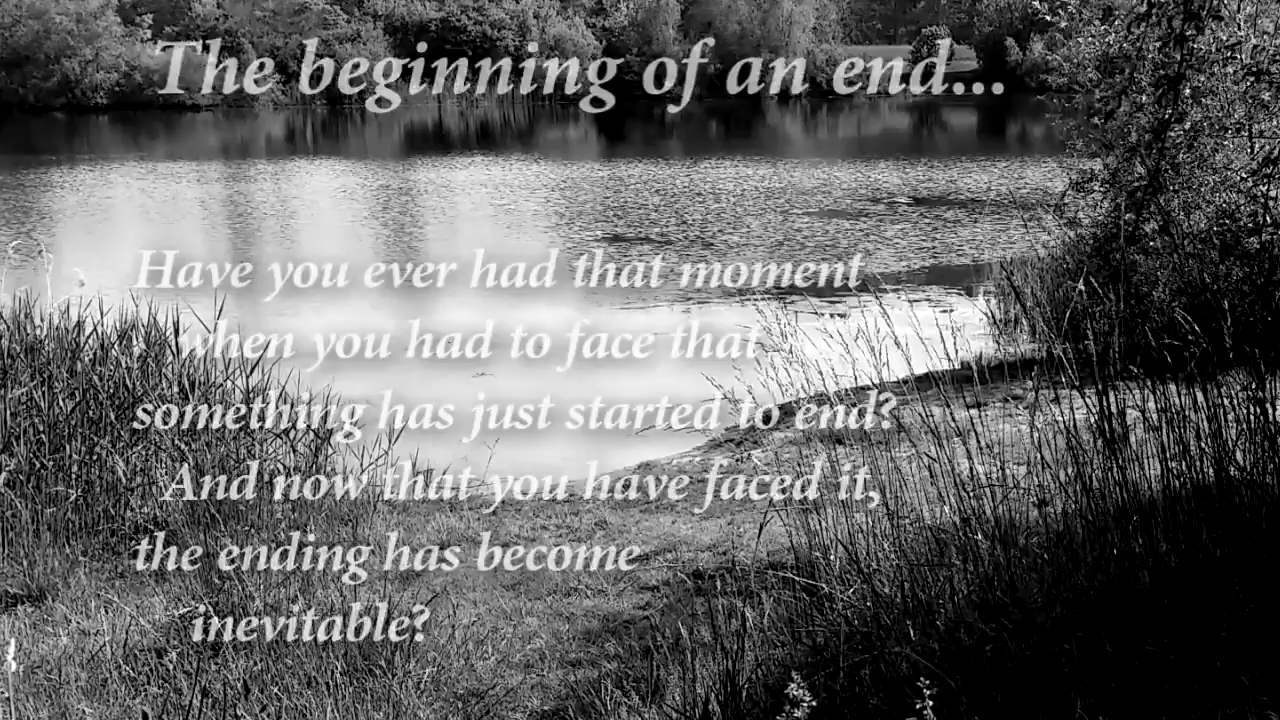 The beginning of an end...
Have you ever had that moment
when you had to face that
something has just started to end?
And now that you have faced it,
the ending has become
inevitable?